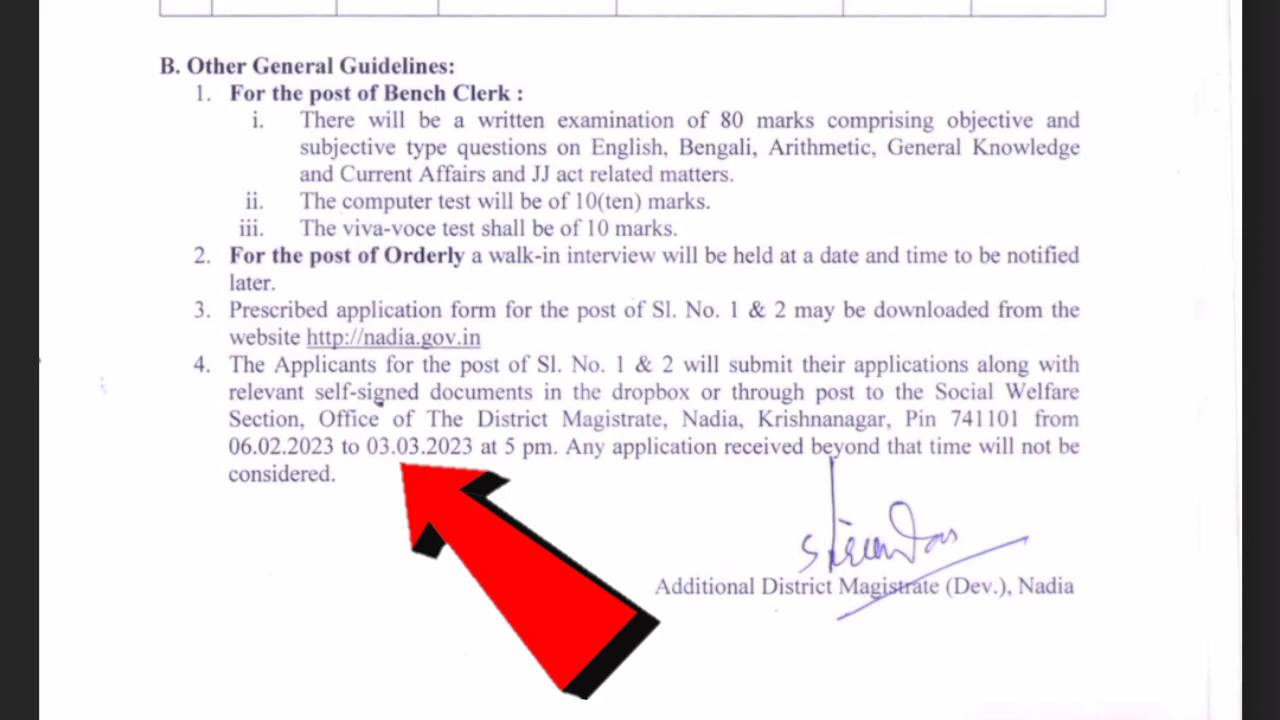 B. Other General Guidelines:
1. For the post of Bench Clerk :
i. There will be a written examination of 80 marks comprising objective and
subjective type questions on English, Bengali, Arithmetic, General Knowledge
and Current Affairs and JJ act related matters.
ii. The computer test will be of 10(ten) marks.
iii. The viva-voce test shall be of 10 marks.
2. For the post of Orderly a walk-in interview will be held at a date and time to be notified
later.
3. Prescribed application form for the post of Sl. No. 1 & 2 may be downloaded from the
website http://nadia.gov.in
4. The Applicants for the post of Sl. No. 1 & 2 will submit their applications along with
relevant self-signed documents in the dropbox or through post to the Social Welfare
Section, Office of The District Magistrate, Nadia, Krishnanagar, Pin 741101 from
06.02.2023 to 03.03.2023 at 5 pm. Any application received beyond that time will not be
considered.
Additional District Magistrate (Dev.), Nadia